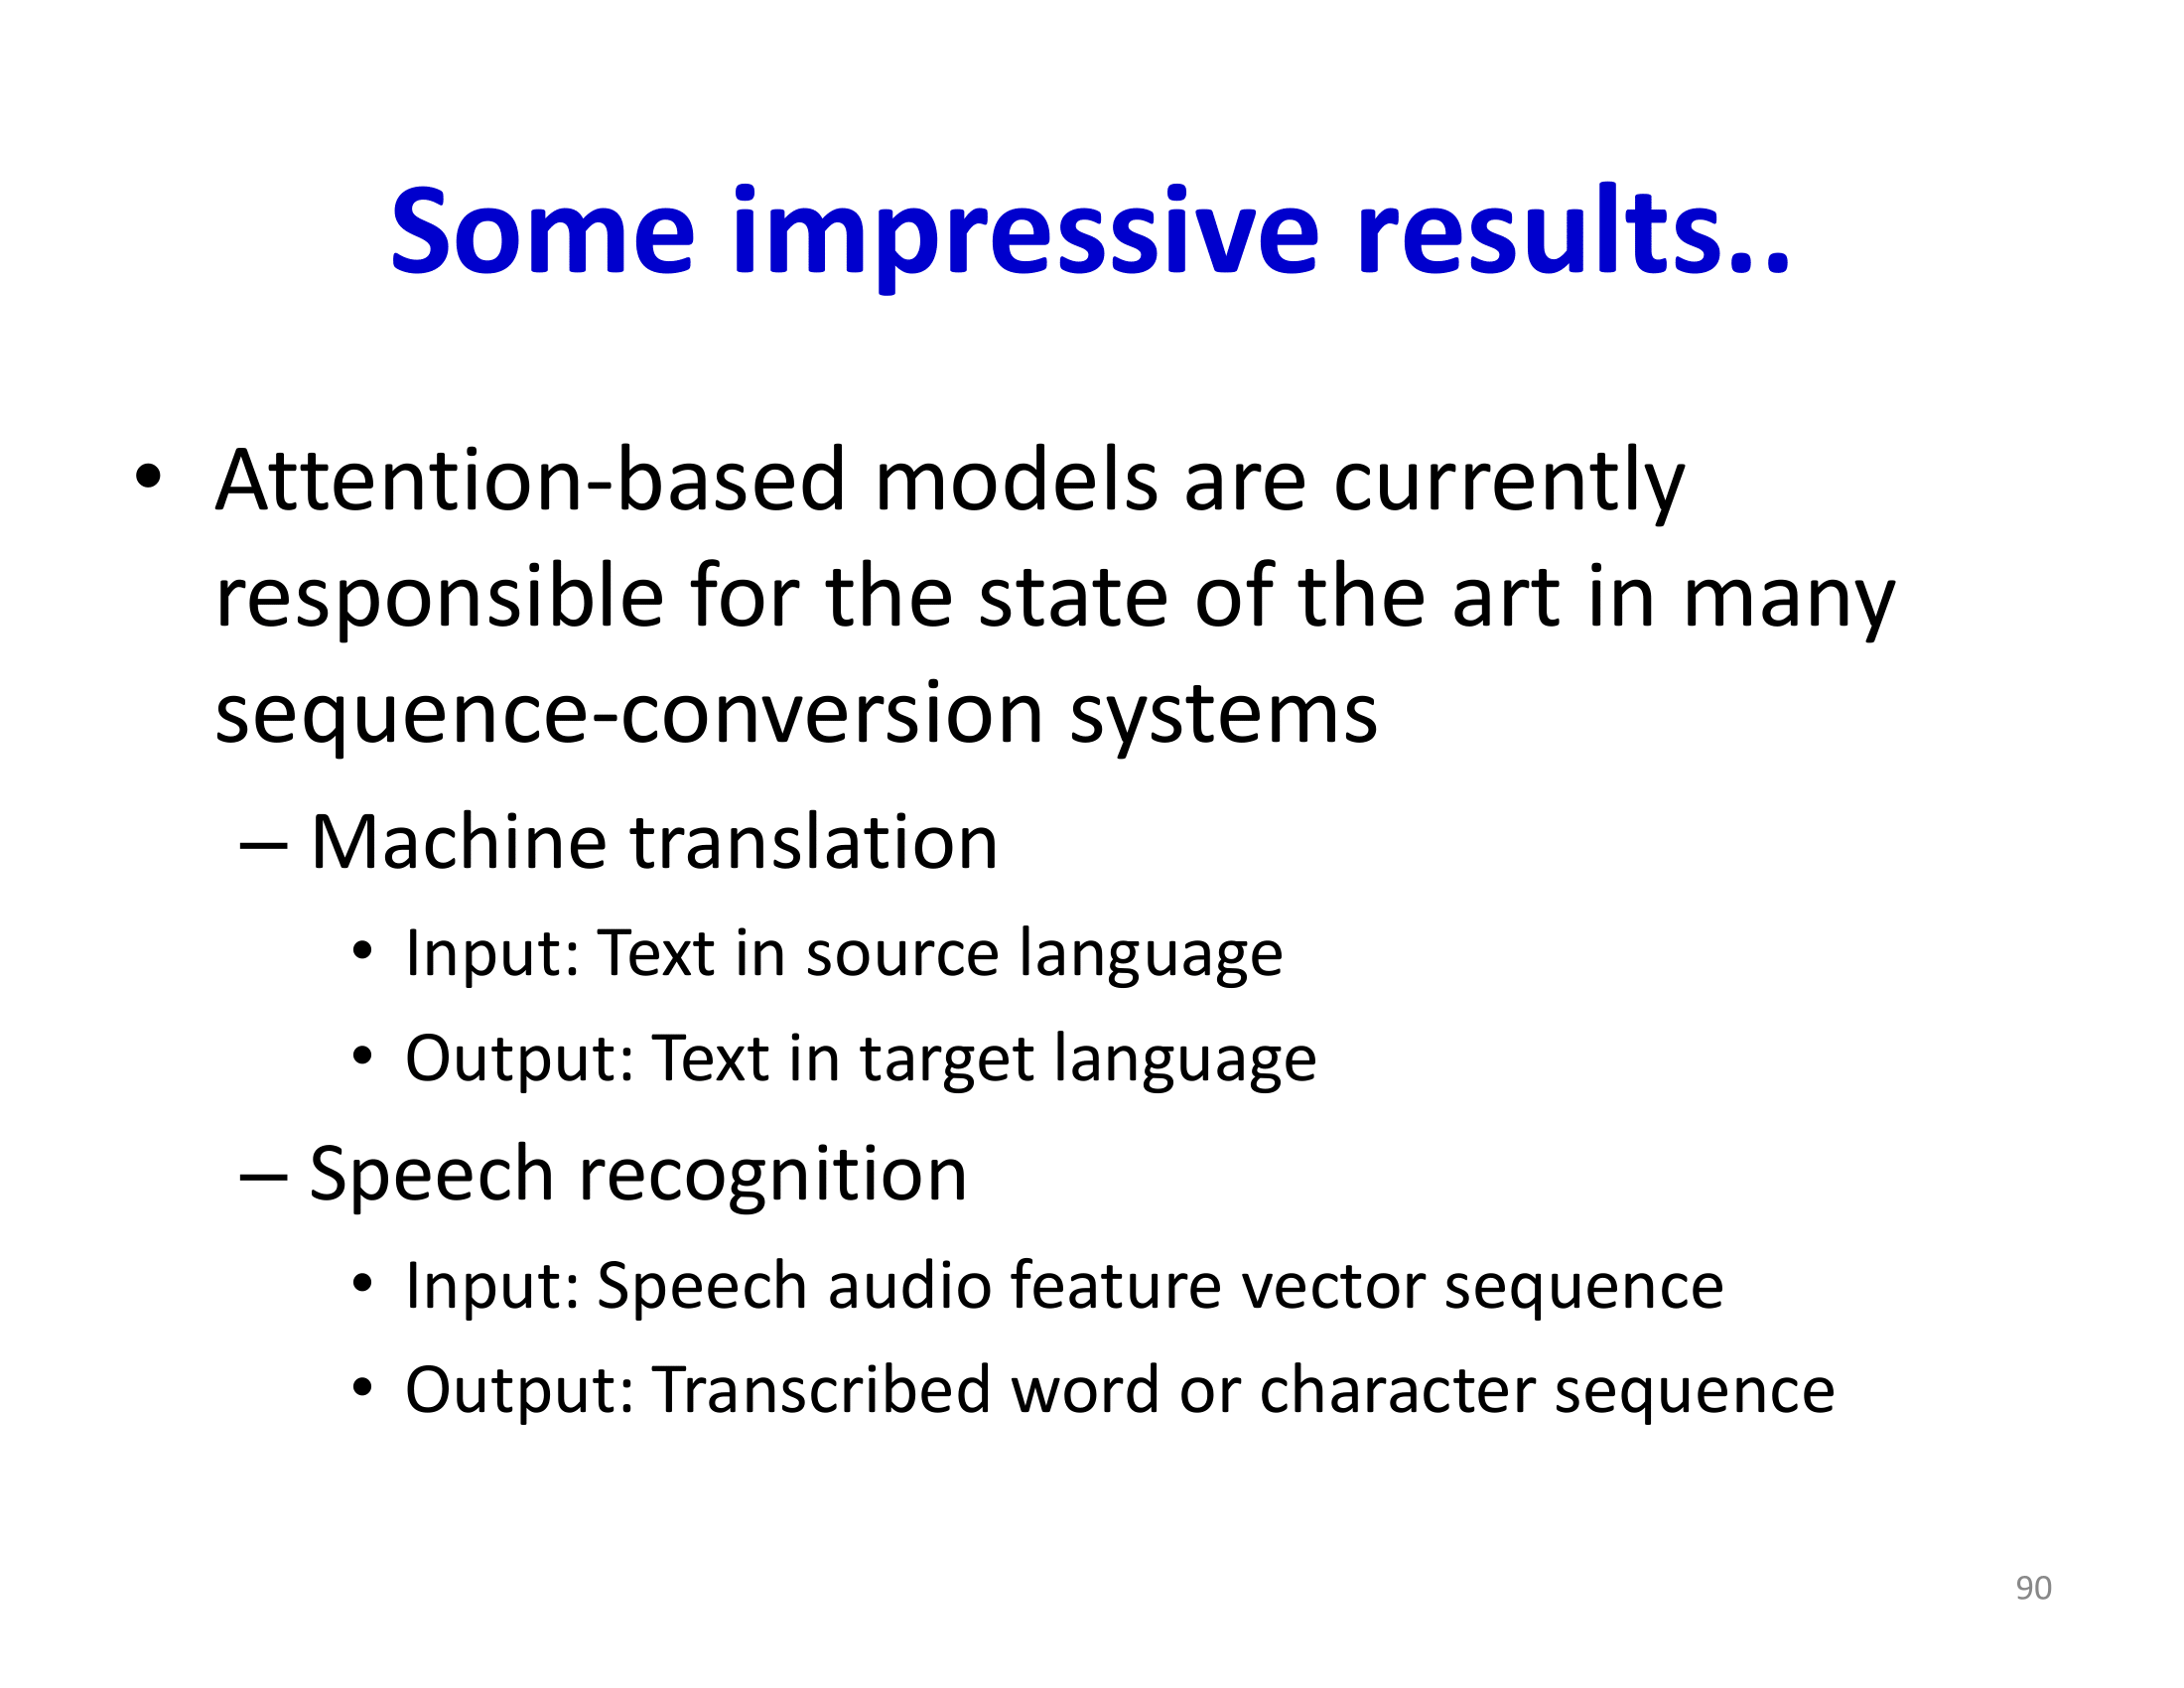 Some impressive results..
• Attention-based models are currently
responsible for the state of the art in many
sequence-conversion systems
– Machine translation
• Input: Text in source language
• Output: Text in target language
– Speech recognition
• Input: Speech audio feature vector sequence
• Output: Transcribed word or character sequence
90